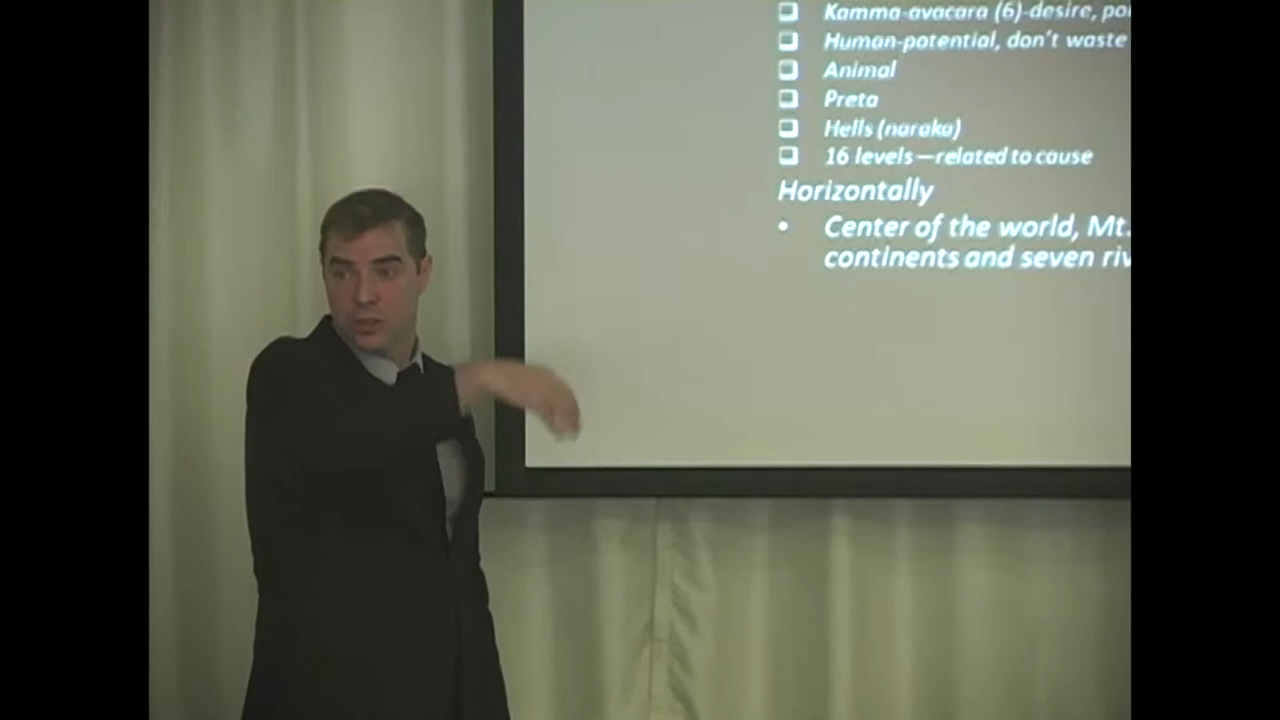 Kamma-avacara (6)-desire,
Human-potential, don't waste
Animal
Preta
Hells (naraka)
16 levels—related to cause
Horizontally
• Center of the world, Mt.
continents and seven